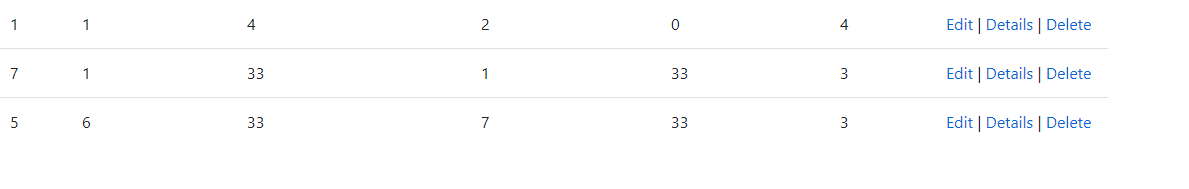 1 1 4 2 0 4 Edit | Details | Delete
7 1 33 1 33 3 Edit | Details | Delete
5 6 33 7 33 3 Edit | Details | Delete